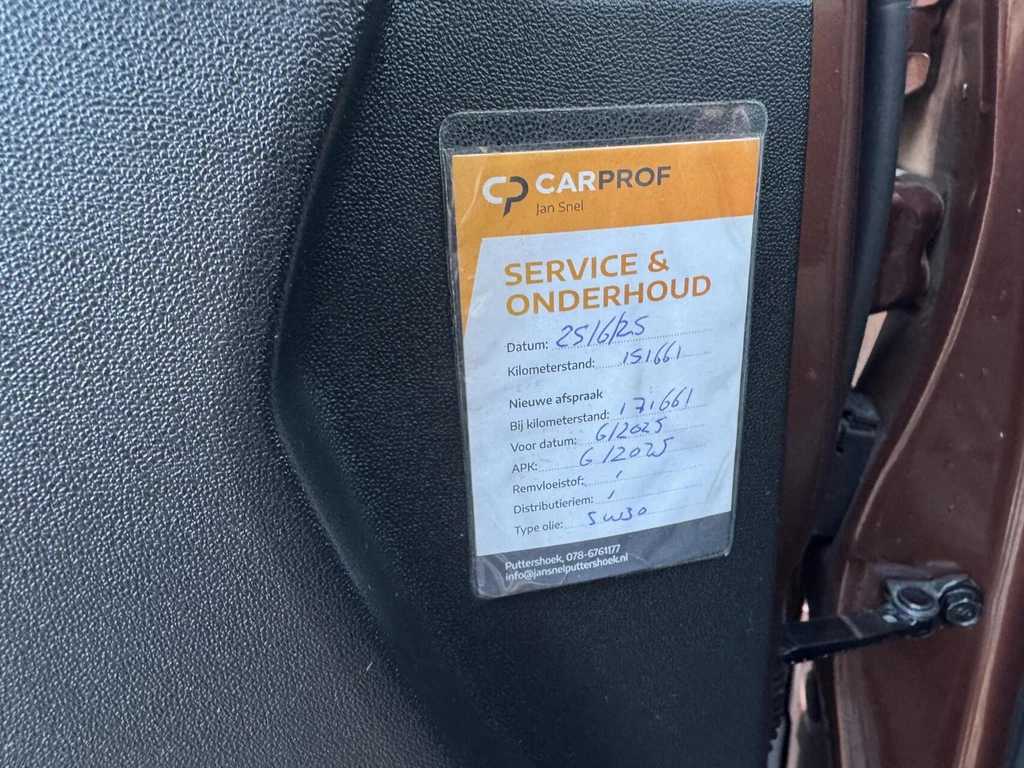 CP CARPROF
Jan Snel
SERVICE &
ONDERHOUD
Datum: 25/6/25
Kilometerstand: 151661
Nieuwe afspraak
Bij kilometerstand: 171661
Voor datum: 6/2025
APK: 6/2025
Remvloeistof: /
Distributieriem: /
Type olie: 5W30
Puttershoek, 078-6761177
info@jansnelputtershoek.nl